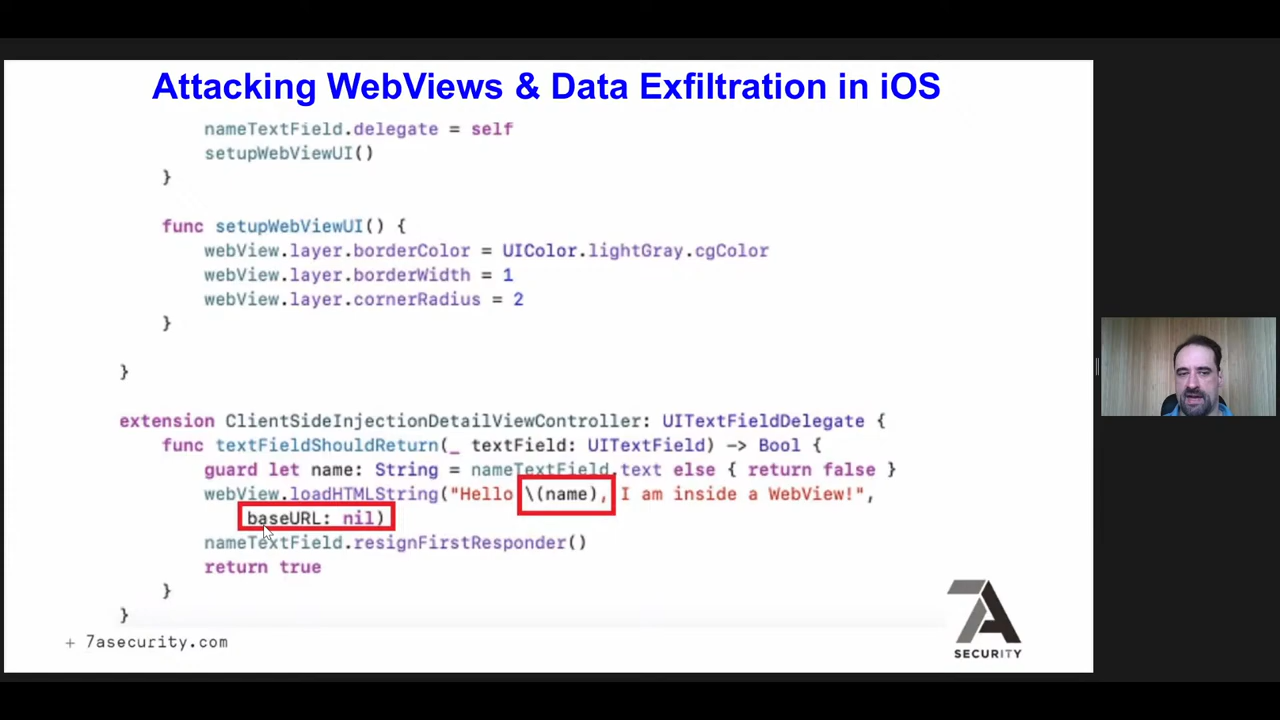 Attacking WebViews & Data Exfiltration in iOS
nameTextField.delegate = self
setupWebViewUI()
}
func setupWebViewUI() {
webView.layer.borderColor = UIColor.lightGray.cgColor
webView.layer.borderWidth = 1
webView.layer.cornerRadius = 2
}
}
extension ClientSideInjectionDetailViewController: UITextFieldDelegate {
func textFieldShouldReturn(_ textField: UITextField) -> Bool {
guard let name: String = nameTextField.text else { return false }
webView.loadHTMLString("Hello \(name), I am inside a WebView!",
baseURL: nil)
nameTextField.resignFirstResponder()
return true
}
}
+ 7asecurity.com
7A
SECURITY